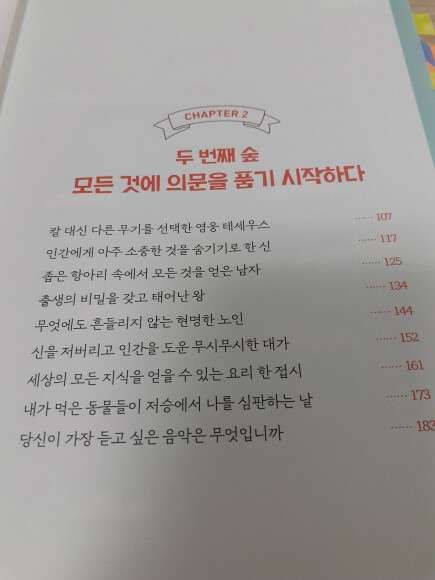 CHAPTER 2
두 번째 숲
모든 것에 의문을 품기 시작하다
칼 대신 다른 무기를 선택한 영웅 테세우스 ······ 107
인간에게 아주 소중한 것을 숨기기로 한 신 ······ 117
좁은 항아리 속에서 모든 것을 얻은 남자 ······ 125
출생의 비밀을 갖고 태어난 왕 ······ 134
무엇에도 흔들리지 않는 현명한 노인 ······ 144
신을 저버리고 인간을 도운 무시무시한 대가 ······ 152
세상의 모든 지식을 얻을 수 있는 요리 한 접시 ······ 161
내가 먹은 동물들이 저승에서 나를 심판하는 날 ······ 173
당신이 가장 듣고 싶은 음악은 무엇입니까 ······ 183